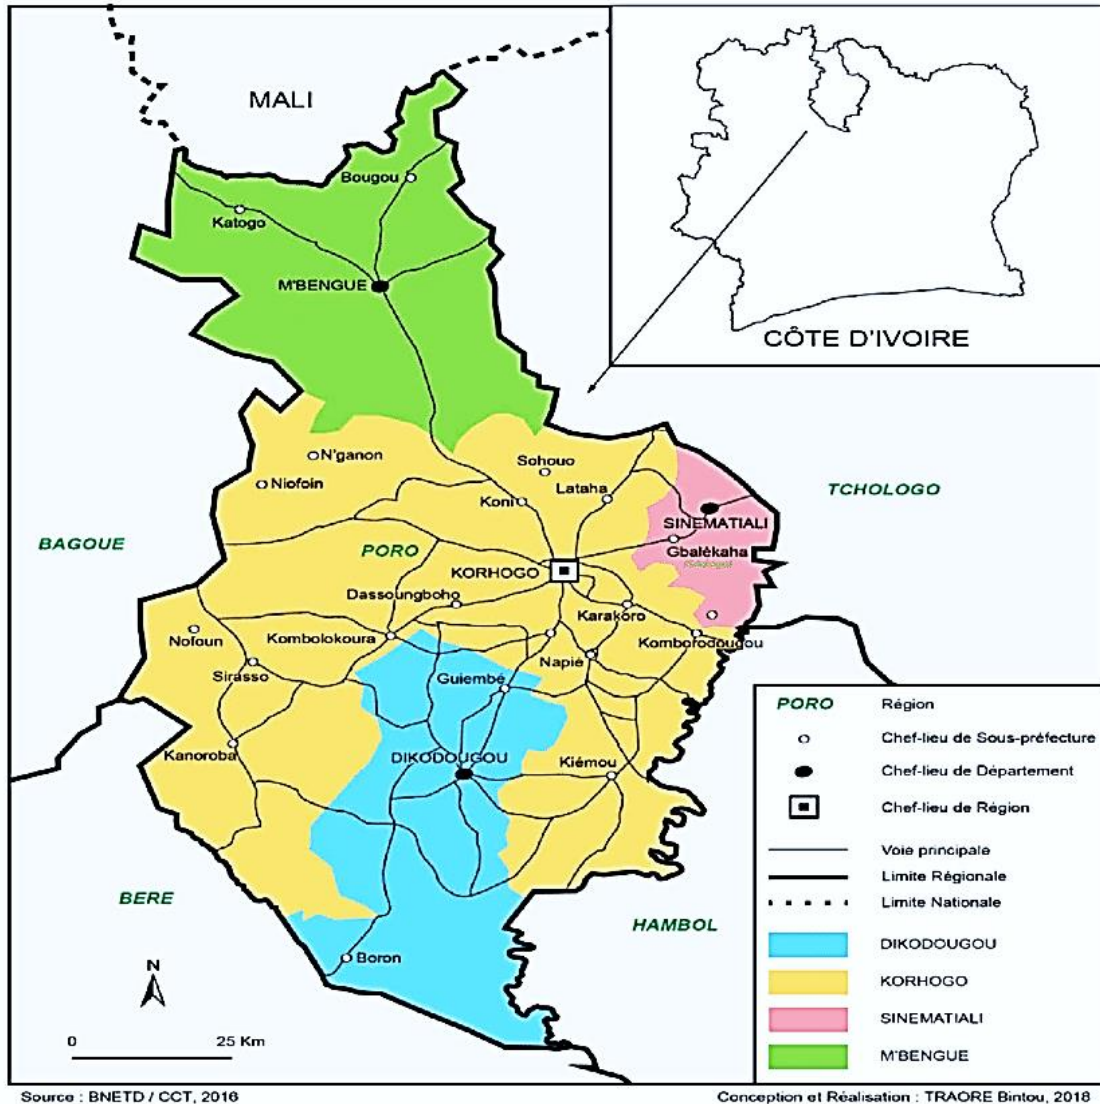 MALI
CÔTE D'IVOIRE
Bougou
Katogo
M'BENGUE
N'ganon
Niofoin
Sohouo
Lataha
Koni
TCHOLOGO
SINEMATIALI
Gbalékaha
BAGOUE
PORO
KORHOGO
Dassoungboho
Karakoro
Nofoun
Kombolokoura
Komborodougou
Napié
Sirasso
Guiembé
Kanoroba
DIKODOUGOU
Kiémou
BERE
HAMBOL
Boron
N
0 25 Km
PORO Région
Chef-lieu de Sous-préfecture
Chef-lieu de Département
Chef-lieu de Région
Voie principale
Limite Régionale
Limite Nationale
DIKODOUGOU
KORHOGO
SINEMATIALI
M'BENGUE
Source : BNETD / CCT, 2016
Conception et Réalisation : TRAORE Bintou, 2018